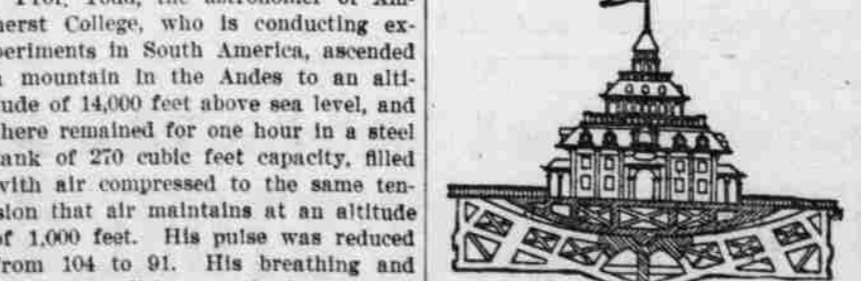 Prof. Todd, the astronomer of Am-
herst College, who is conducting ex-
periments in South America, ascended
a mountain in the Andes to an alti-
tude of 14,000 feet above sea level, and
there remained for one hour in a steel
tank of 270 cubic feet capacity, filled
with air compressed to the same ten-
sion that air maintains at an altitude
of 1,000 feet. His pulse was reduced
from 104 to 91. His breathing and